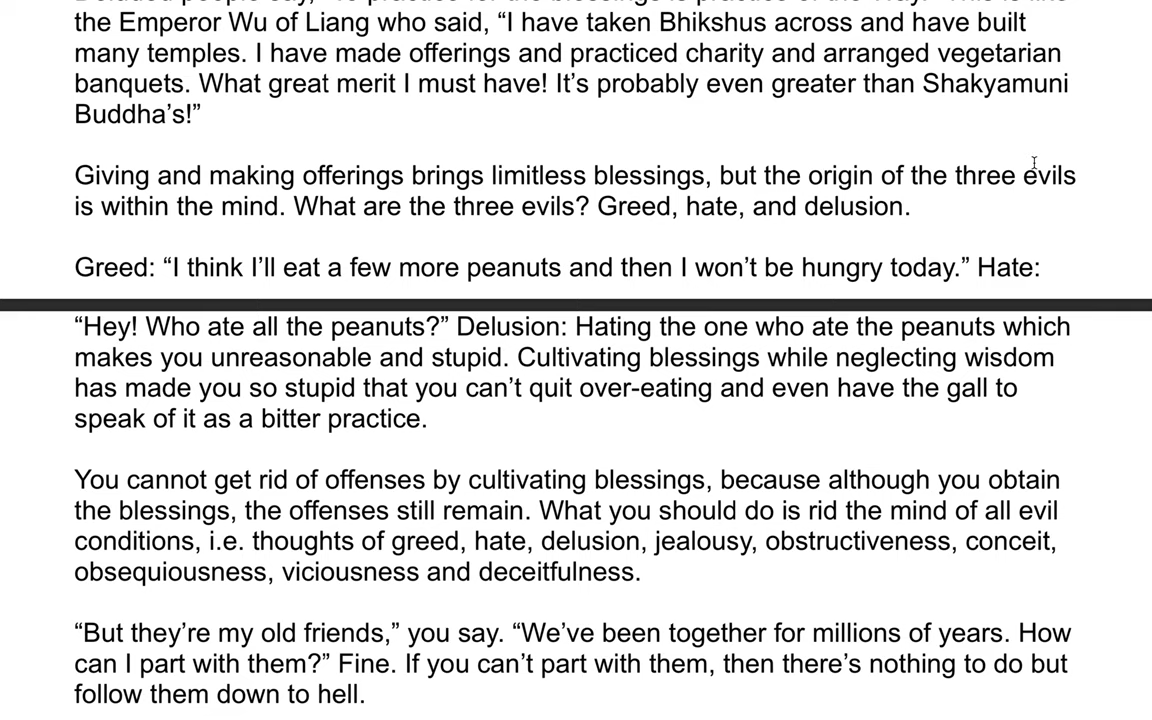 the Emperor Wu of Liang who said, “I have taken Bhikshus across and have built
many temples. I have made offerings and practiced charity and arranged vegetarian
banquets. What great merit I must have! It’s probably even greater than Shakyamuni
Buddha’s!”
Giving and making offerings brings limitless blessings, but the origin of the three evils
is within the mind. What are the three evils? Greed, hate, and delusion.
Greed: “I think I’ll eat a few more peanuts and then I won’t be hungry today.” Hate:
“Hey! Who ate all the peanuts?” Delusion: Hating the one who ate the peanuts which
makes you unreasonable and stupid. Cultivating blessings while neglecting wisdom
has made you so stupid that you can’t quit over-eating and even have the gall to
speak of it as a bitter practice.
You cannot get rid of offenses by cultivating blessings, because although you obtain
the blessings, the offenses still remain. What you should do is rid the mind of all evil
conditions, i.e. thoughts of greed, hate, delusion, jealousy, obstructiveness, conceit,
obsequiousness, viciousness and deceitfulness.
“But they’re my old friends,” you say. “We’ve been together for millions of years. How
can I part with them?” Fine. If you can’t part with them, then there’s nothing to do but
follow them down to hell.